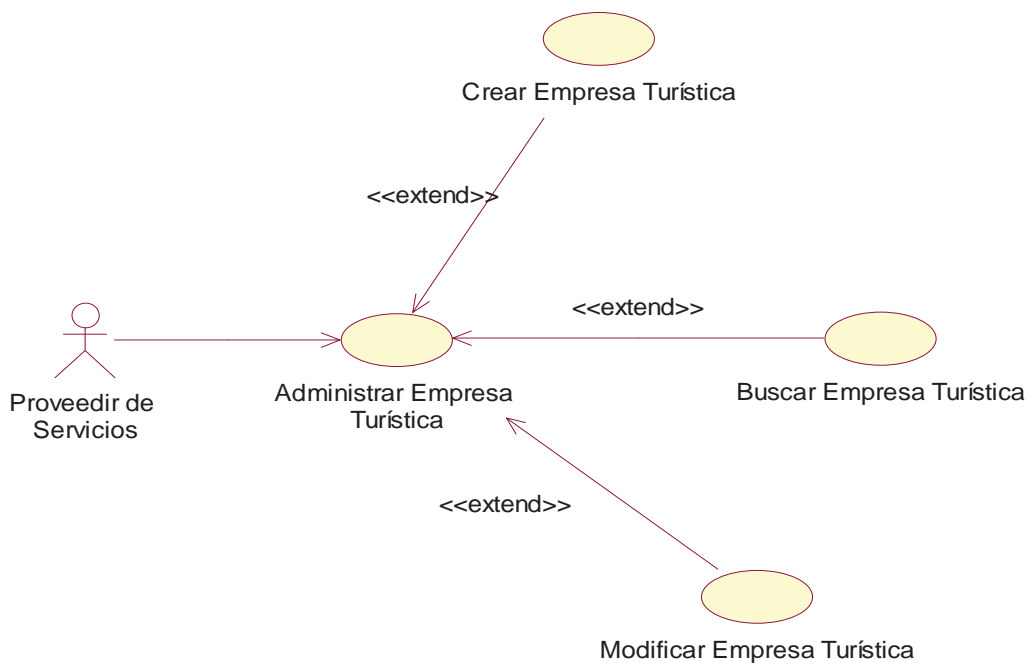 Crear Empresa Turística
<<extend>>
<<extend>>
Proveedir de
Servicios
Administrar Empresa
Turística
Buscar Empresa Turística
<<extend>>
Modificar Empresa Turística